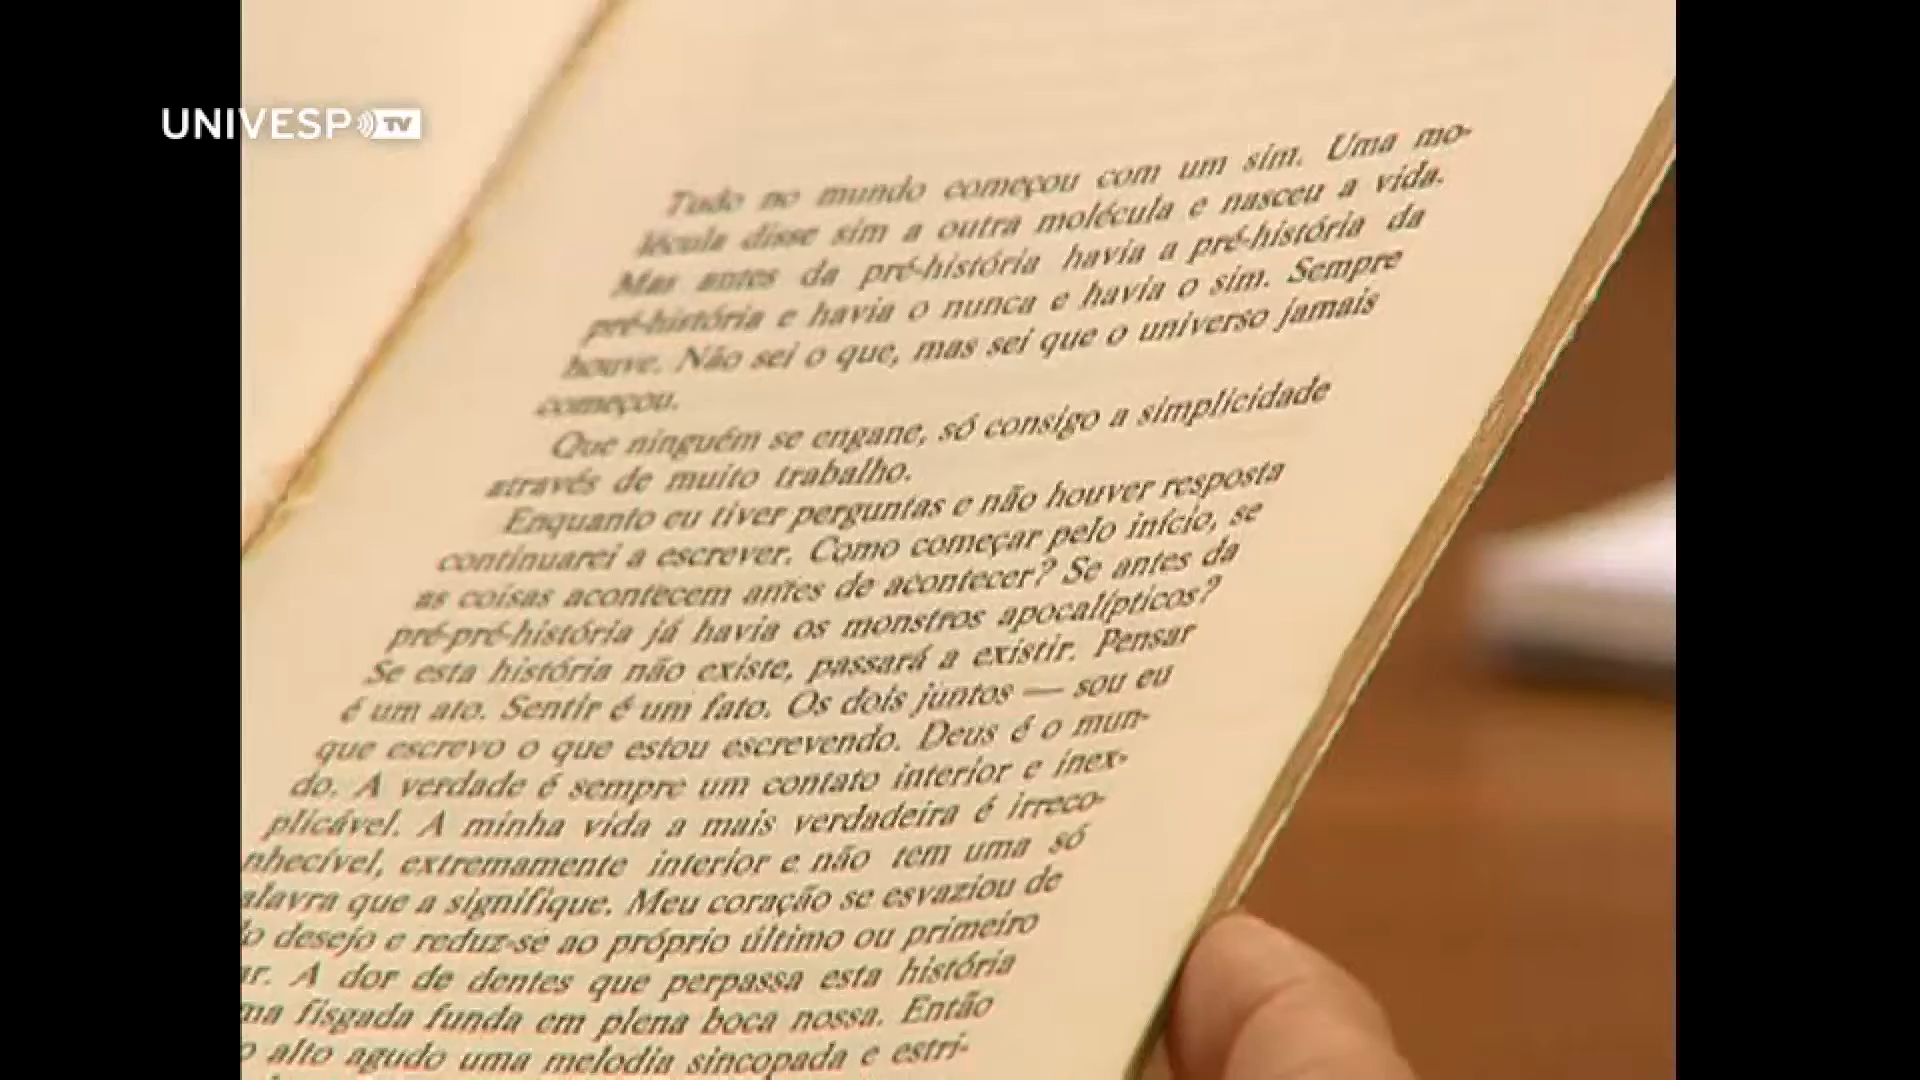 UNIVESP TV
Tudo no mundo começou com um sim. Uma mo-
lécula disse sim a outra molécula e nasceu a vida.
Mas antes da pré-história havia a pré-história da
pré-história e havia o nunca e havia o sim. Sempre
houve. Não sei o que, mas sei que o universo jamais
começou.
Que ninguém se engane, só consigo a simplicidade
através de muito trabalho.
Enquanto eu tiver perguntas e não houver resposta
continuarei a escrever. Como começar pelo início, se
as coisas acontecem antes de acontecer? Se antes da
pré-pré-história já havia os monstros apocalípticos?
Se esta história não existe, passará a existir. Pensar
é um ato. Sentir é um fato. Os dois juntos — sou eu
que escrevo o que estou escrevendo. Deus é o mun-
do. A verdade é sempre um contato interior e inex-
plicável. A minha vida a mais verdadeira é irreco-
nhecível, extremamente interior e não tem uma só
alavra que a signifique. Meu coração se esvaziou de
o desejo e reduz-se ao próprio último ou primeiro
ar. A dor de dentes que perpassa esta história
ma fisgada funda em plena boca nossa. Então
o alto agudo uma melodia sincopada e estri-